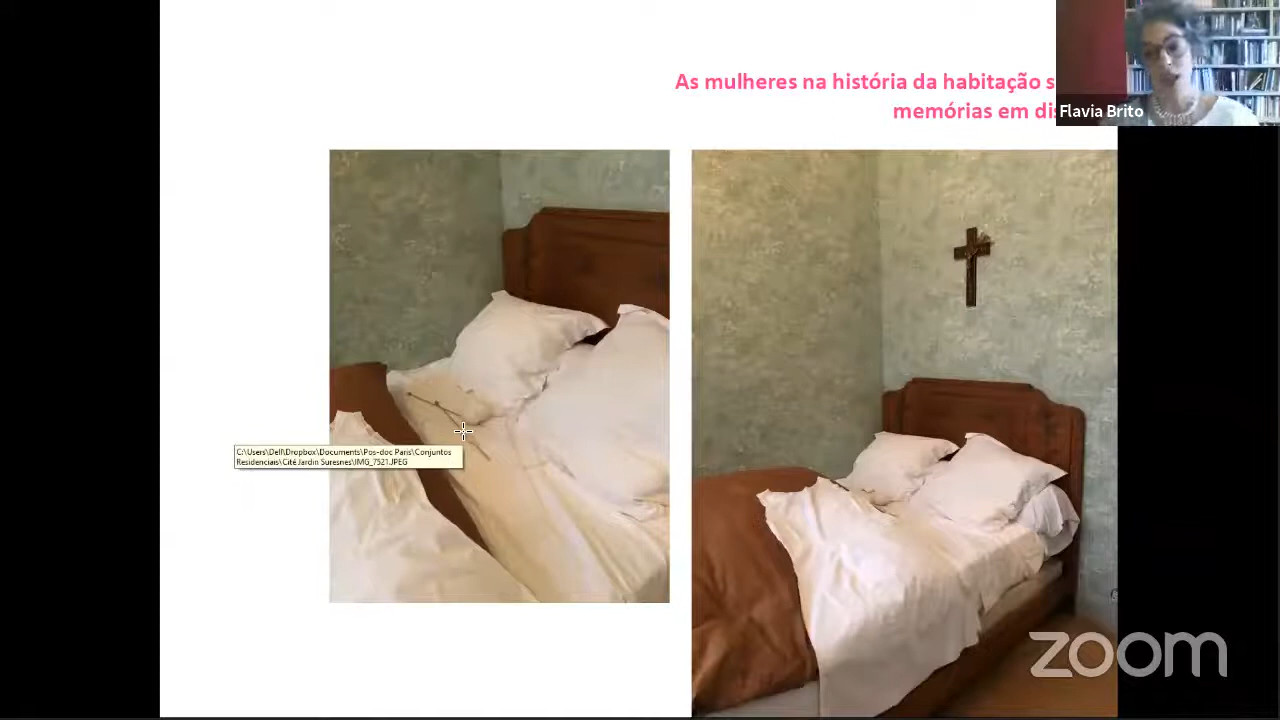 As mulheres na história da habitação
memórias em
Flavia Brito
C:\Users\Dell\Dropbox\Documents\Pos-doc Paris\Conjuntos
Residenciais\Cité Jardin Suresnes\IMG_7521.JPEG
zoom